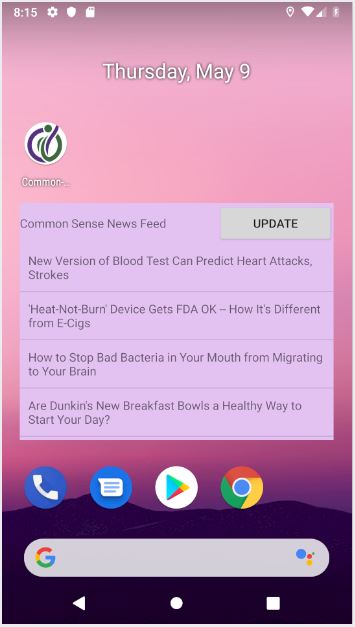 8:15
Thursday, May 9
Common-...
Common Sense News Feed
UPDATE
New Version of Blood Test Can Predict Heart Attacks,
Strokes
'Heat-Not-Burn' Device Gets FDA OK -- How It's Different
from E-Cigs
How to Stop Bad Bacteria in Your Mouth from Migrating
to Your Brain
Are Dunkin's New Breakfast Bowls a Healthy Way to
Start Your Day?
G